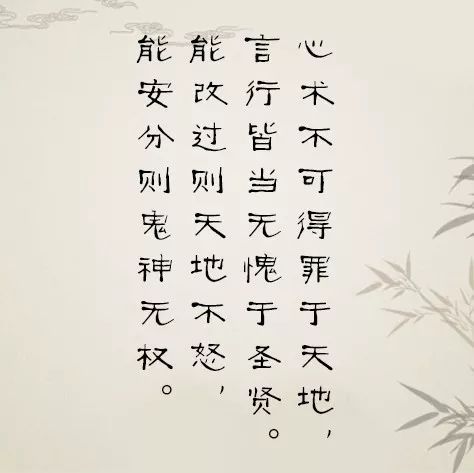 心术不可得罪于天地，
言行皆当无愧于圣贤。
能改过则天地不怒，
能安分则鬼神无权。